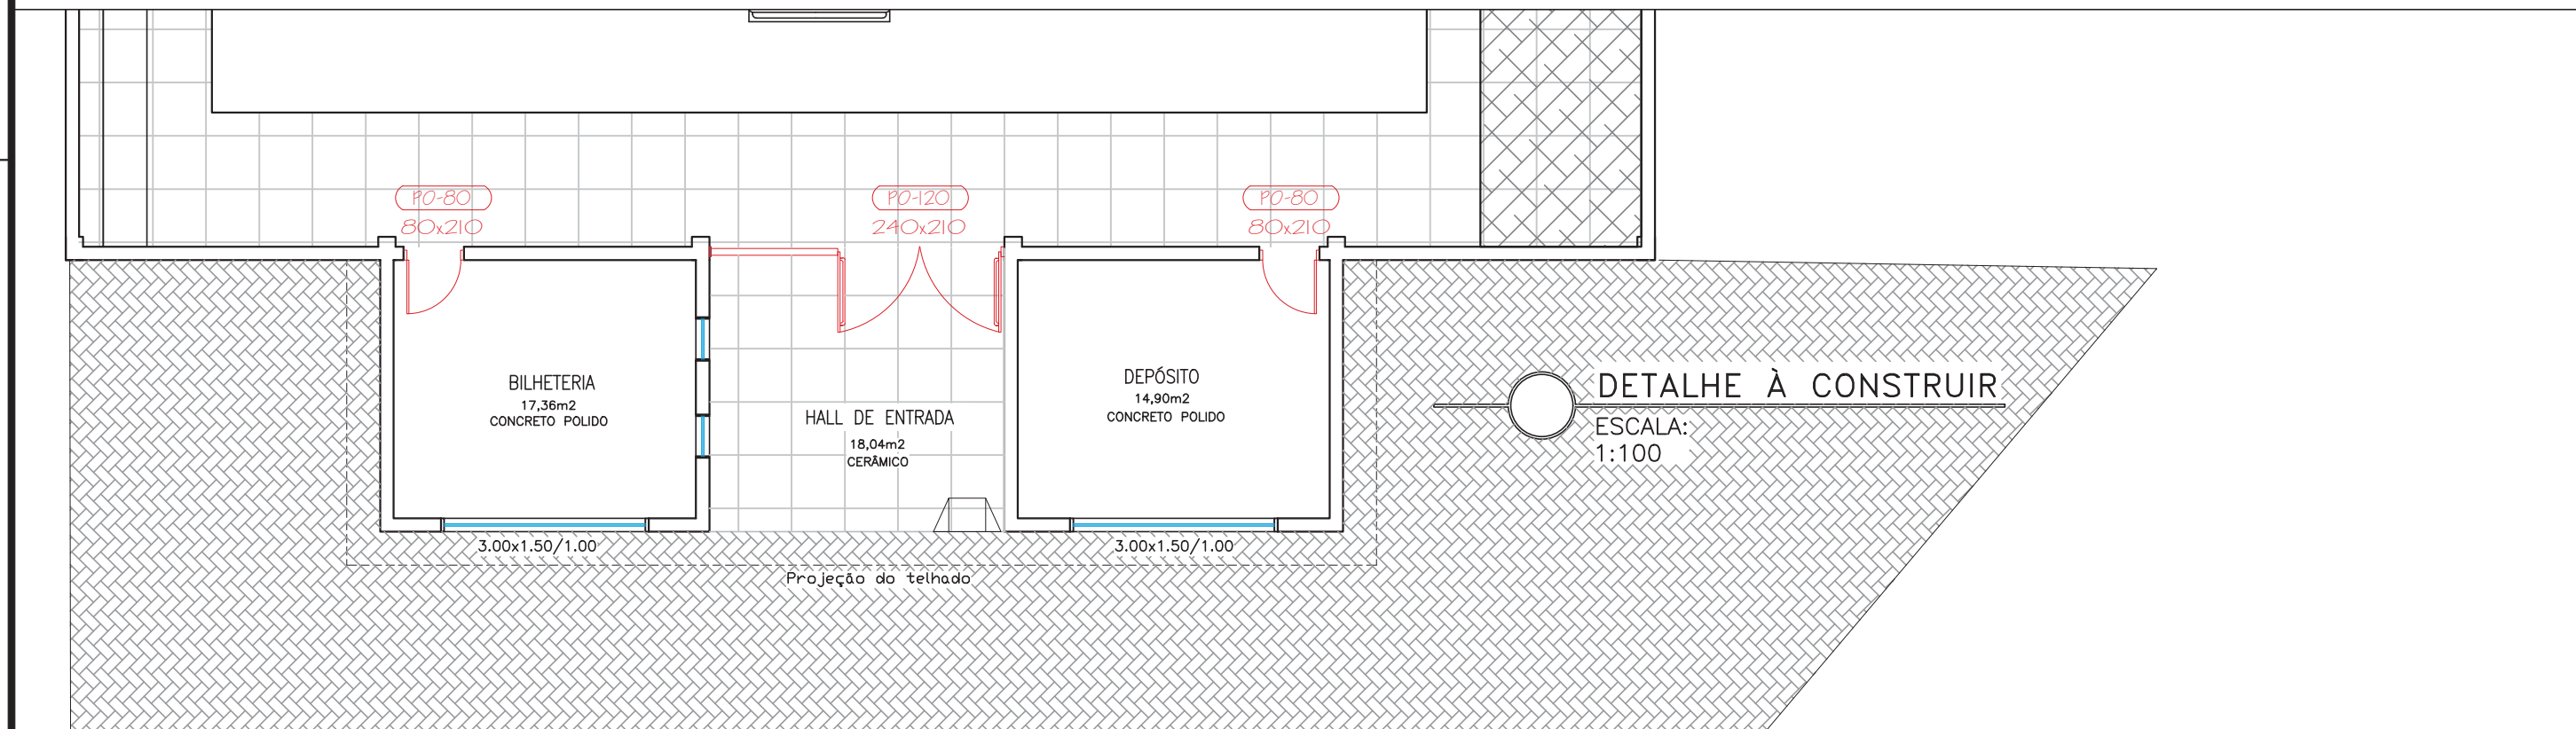 PO-80
80x210
PO-120
240x210
PO-80
80x210
BILHETERIA
17,36m2
CONCRETO POLIDO
HALL DE ENTRADA
18,04m2
CERÂMICO
DEPÓSITO
14,90m2
CONCRETO POLIDO
DETALHE À CONSTRUIR
ESCALA:
1:100
3.00x1.50/1.00
3.00x1.50/1.00
Projeção do telhado